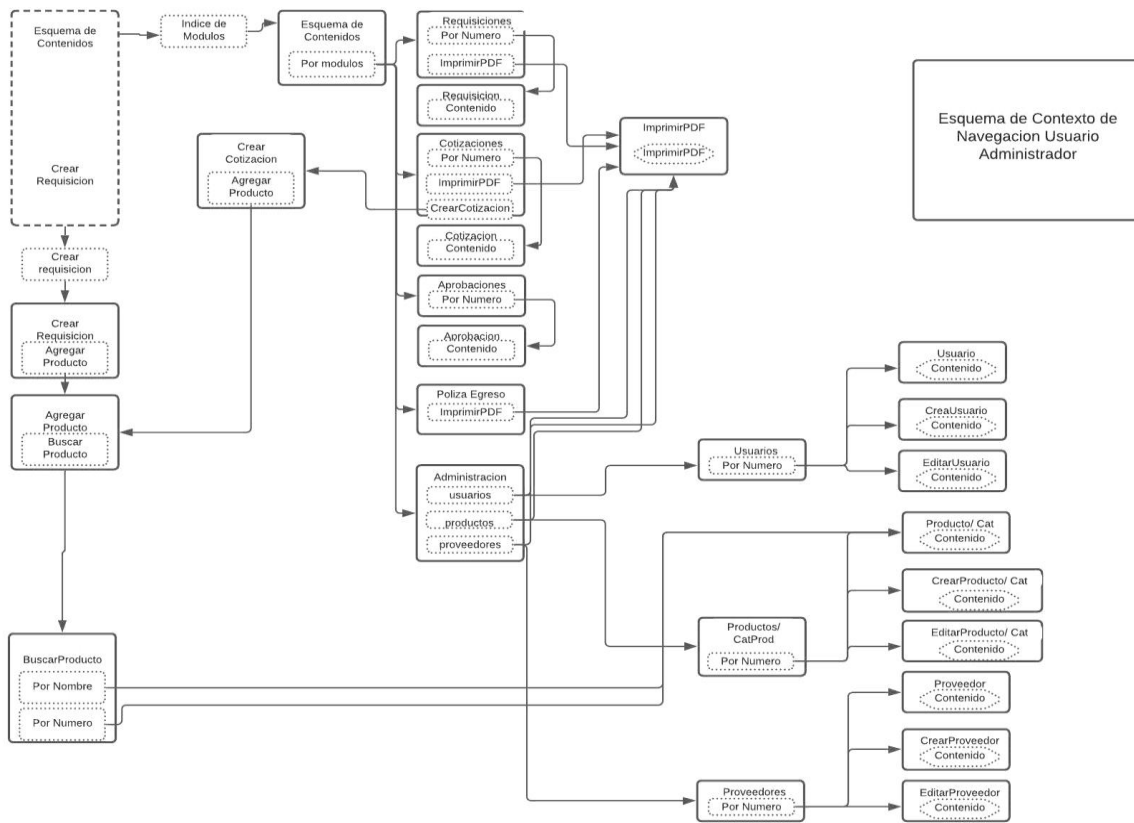 Esquema de
Contenidos
Crear
Requisicion
Indice de
Modulos
Esquema de
Contenidos
Por modulos
Requisiciones
Por Numero
ImprimirPDF
Requisicion
Contenido
Cotizaciones
Por Numero
ImprimirPDF
CrearCotizacion
Cotizacion
Contenido
Aprobaciones
Por Numero
Aprobacion
Contenido
Poliza Egreso
ImprimirPDF
Administracion
usuarios
productos
proveedores
Crear
Cotizacion
Agregar
Producto
Crear
requisicion
Crear
Requisicion
Agregar
Producto
Agregar
Producto
Buscar
Producto
BuscarProducto
Por Nombre
Por Numero
ImprimirPDF
ImprimirPDF
Esquema de Contexto de
Navegacion Usuario
Administrador
Usuarios
Por Numero
Usuario
Contenido
CreaUsuario
Contenido
EditarUsuario
Contenido
Productos/
CatProd
Por Numero
Producto/ Cat
Contenido
CrearProducto/ Cat
Contenido
EditarProducto/ Cat
Contenido
Proveedores
Por Numero
Proveedor
Contenido
CrearProveedor
Contenido
EditarProveedor
Contenido